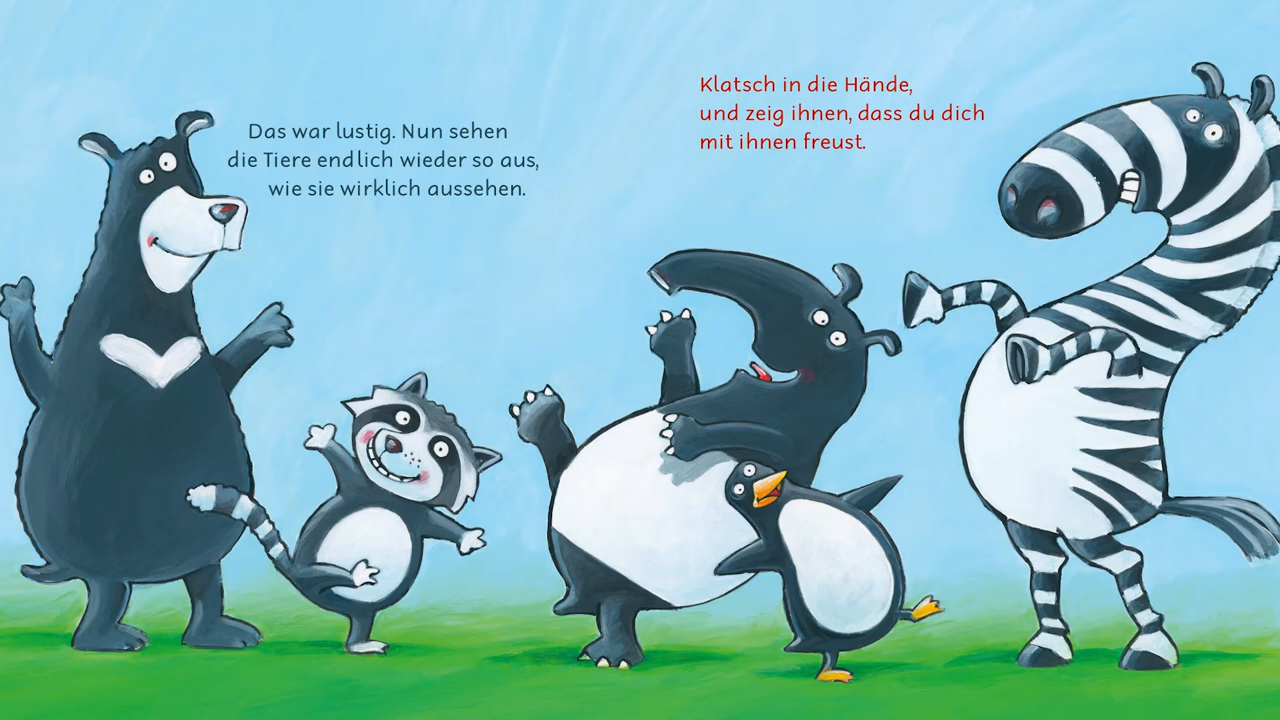 Das war lustig. Nun sehen
die Tiere endlich wieder so aus,
wie sie wirklich aussehen.
Klatsch in die Hände,
und zeig ihnen, dass du dich
mit ihnen freust.